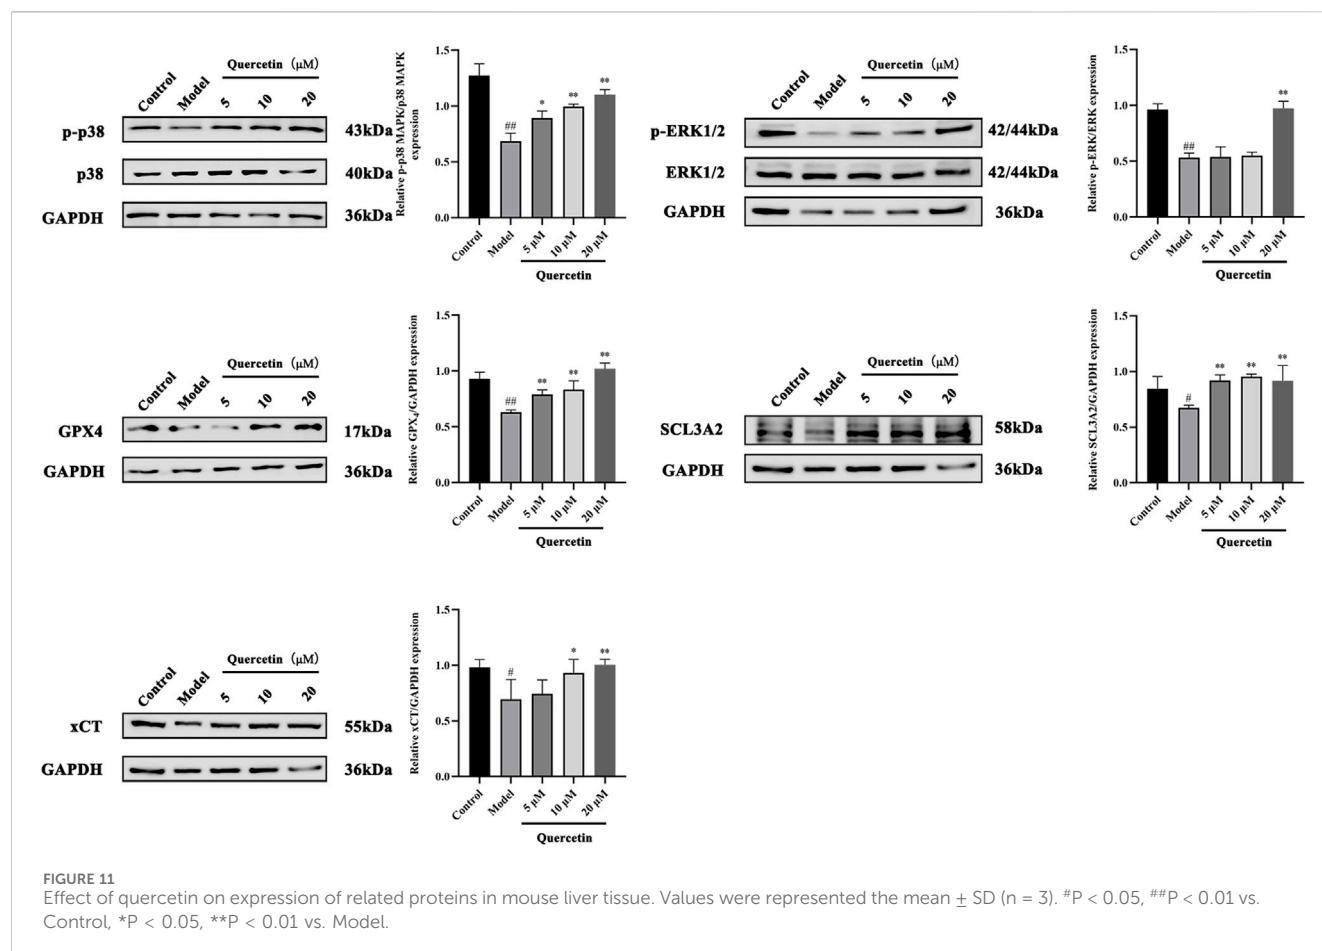 Quercetin (μM)
Control
Model
5
10
20
p-p38
43kDa
p38
40kDa
GAPDH
36kDa
Relative p-p38 MAPK/p38 MAPK
expression
1.5
1.0
0.5
0.0
##
*
**
**
Control
Model
5 μM
10 μM
20 μM
Quercetin
Quercetin (μM)
Control
Model
5
10
20
p-ERK1/2
42/44kDa
ERK1/2
42/44kDa
GAPDH
36kDa
Relative p-ERK/ERK expression
1.5
1.0
0.5
0.0
##
**
Control
Model
5 μM
10 μM
20 μM
Quercetin
Quercetin (μM)
Control
Model
5
10
20
GPX4
17kDa
GAPDH
36kDa
Relative GPX4/GAPDH expression
1.5
1.0
0.5
0.0
##
**
**
**
Control
Model
5 μM
10 μM
20 μM
Quercetin
Quercetin (μM)
Control
Model
5
10
20
SCL3A2
58kDa
GAPDH
36kDa
Relative SCL3A2/GAPDH expression
1.5
1.0
0.5
0.0
#
**
**
**
Control
Model
5 μM
10 μM
20 μM
Quercetin
Quercetin (μM)
Control
Model
5
10
20
xCT
55kDa
GAPDH
36kDa
Relative xCT/GAPDH expression
1.5
1.0
0.5
0.0
#
*
**
Control
Model
5 μM
10 μM
20 μM
Quercetin
FIGURE 11
Effect of quercetin on expression of related proteins in mouse liver tissue. Values were represented the mean ± SD (n = 3). #P < 0.05, ##P < 0.01 vs.
Control, *P < 0.05, **P < 0.01 vs. Model.